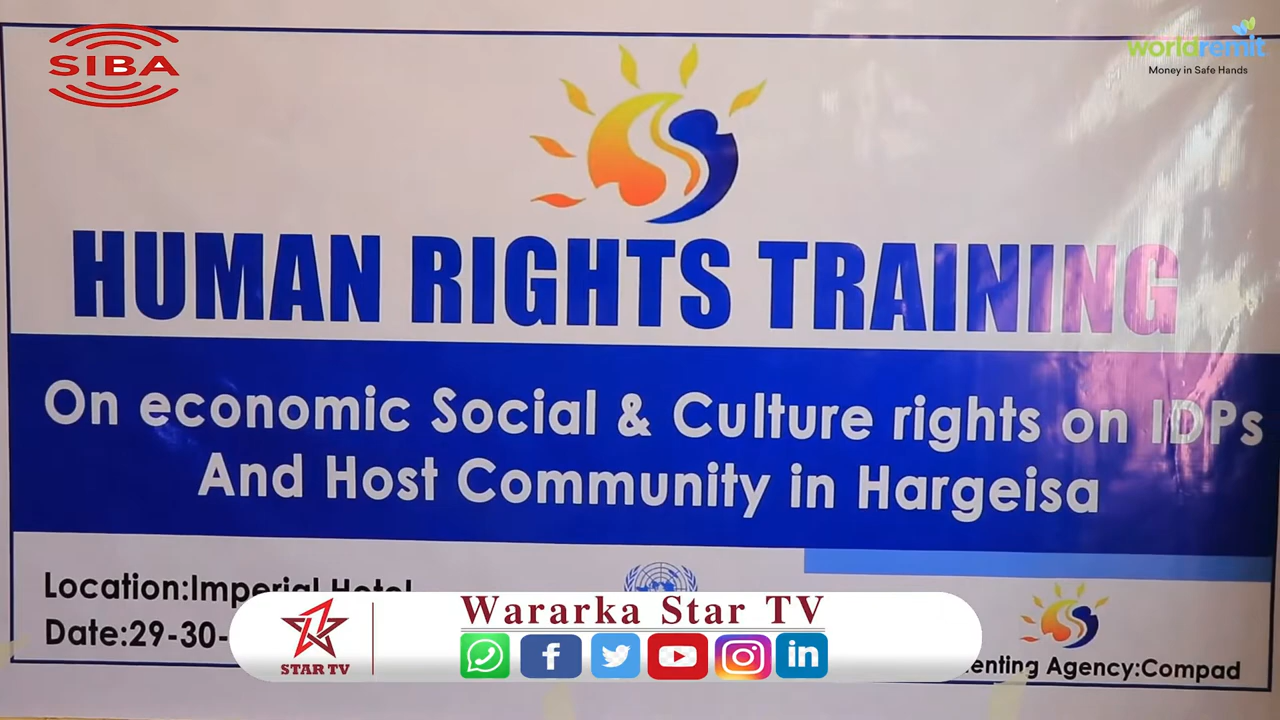 SIBA
worldremit
Money in Safe Hands
HUMAN RIGHTS TRAINING
On economic Social & Culture rights on IDPs
And Host Community in Hargeisa
Location:Imperial Hotel
Date:29-30-
Wararka Star TV
STAR TV
enting Agency:Compad